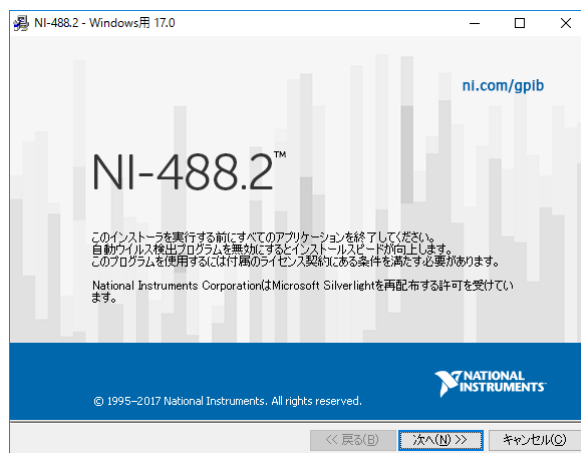 NI-488.2 - Windows用 17.0
ni.com/gpib
NI-488.2™
このインストーラを実行する前にすべてのアプリケーションを終了してください。
自動ウイルス検出プログラムを無効にするとインストールスピードが向上します。
このプログラムを使用するには付属のライセンス契約にある条件を満たす必要があります。
National Instruments CorporationはMicrosoft Silverlightを再配布する許可を受けてい
ます。
NATIONAL
INSTRUMENTS
© 1995–2017 National Instruments. All rights reserved.
<< 戻る(B) 次へ(N) >> キャンセル(C)